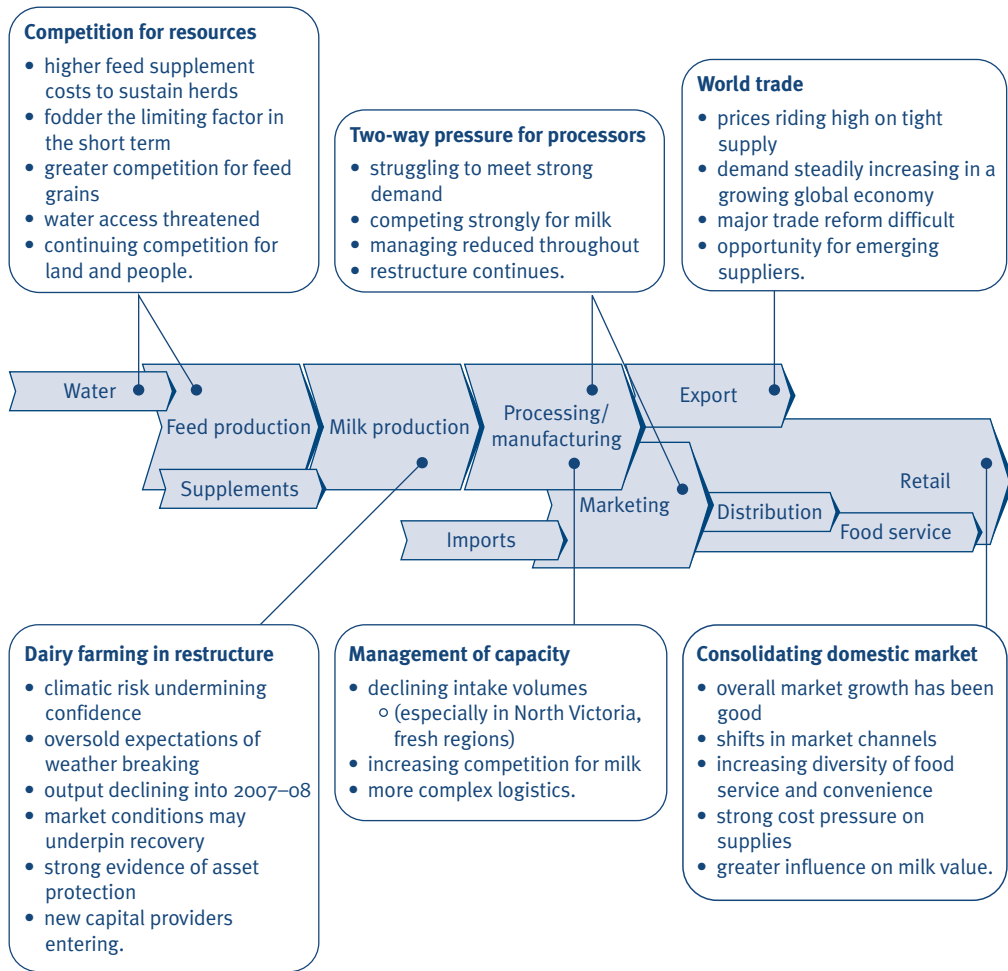 Competition for resources
• higher feed supplement
costs to sustain herds
• fodder the limiting factor in
the short term
• greater competition for feed
grains
• water access threatened
• continuing competition for
land and people.
Two-way pressure for processors
• struggling to meet strong
demand
• competing strongly for milk
• managing reduced throughout
• restructure continues.
World trade
• prices riding high on tight
supply
• demand steadily increasing in a
growing global economy
• major trade reform difficult
• opportunity for emerging
suppliers.
Water
Feed production
Supplements
Milk production
Processing/
manufacturing
Export
Imports
Marketing
Distribution
Food service
Retail
Dairy farming in restructure
• climatic risk undermining
confidence
• oversold expectations of
weather breaking
• output declining into 2007–08
• market conditions may
underpin recovery
• strong evidence of asset
protection
• new capital providers
entering.
Management of capacity
• declining intake volumes
○ (especially in North Victoria,
fresh regions)
• increasing competition for milk
• more complex logistics.
Consolidating domestic market
• overall market growth has been
good
• shifts in market channels
• increasing diversity of food
service and convenience
• strong cost pressure on
supplies
• greater influence on milk value.